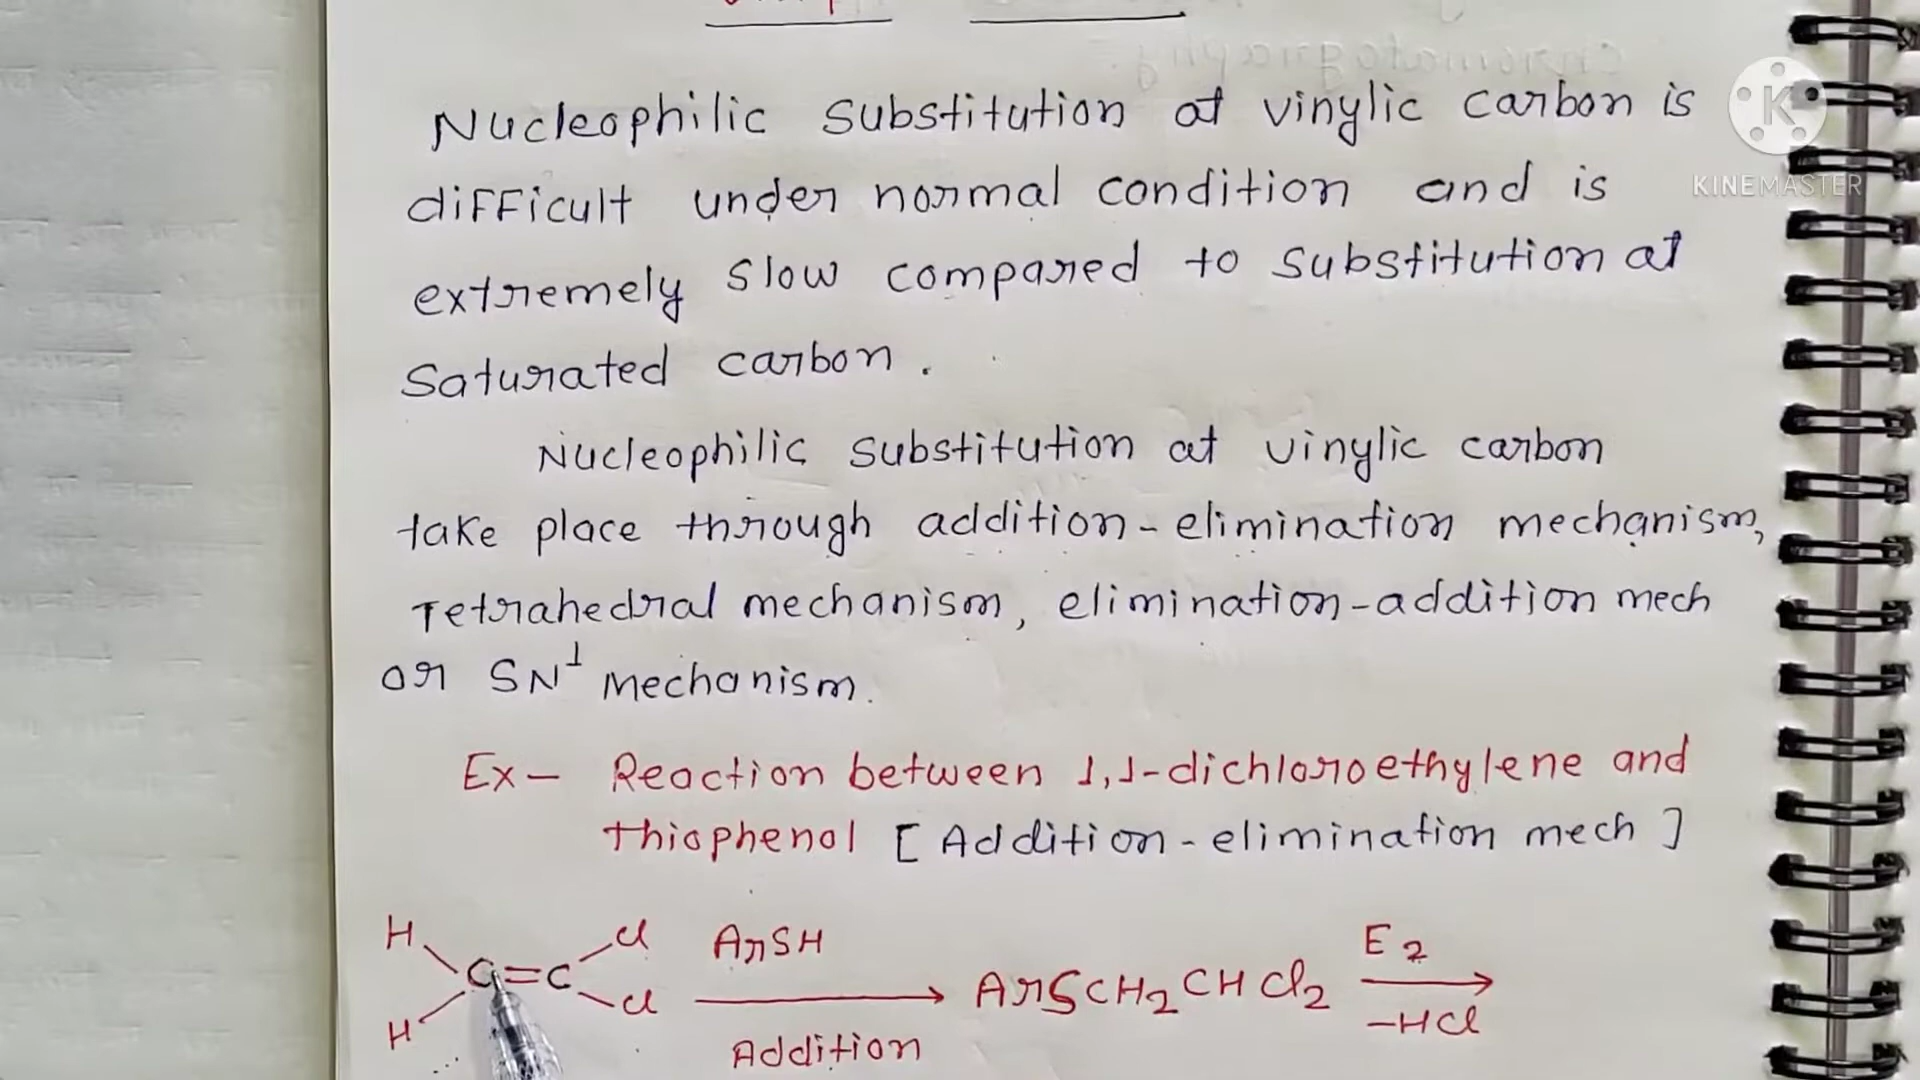 Nucleophilic substitution at vinylic carbon is
difficult under normal condition and is
extremely slow compared to substitution at
saturated carbon.
Nucleophilic substitution at vinylic carbon
take place through addition-elimination mechanism,
Tetrahedral mechanism, elimination-addition mech
or SN1 mechanism.
Ex- Reaction between 1,1-dichloroethylene and
thiophenol [Addition-elimination mech]
H H C=C Cl Cl ArSH Addition ArSCH2CHCl2 E2 -HCl
KINEMASTER